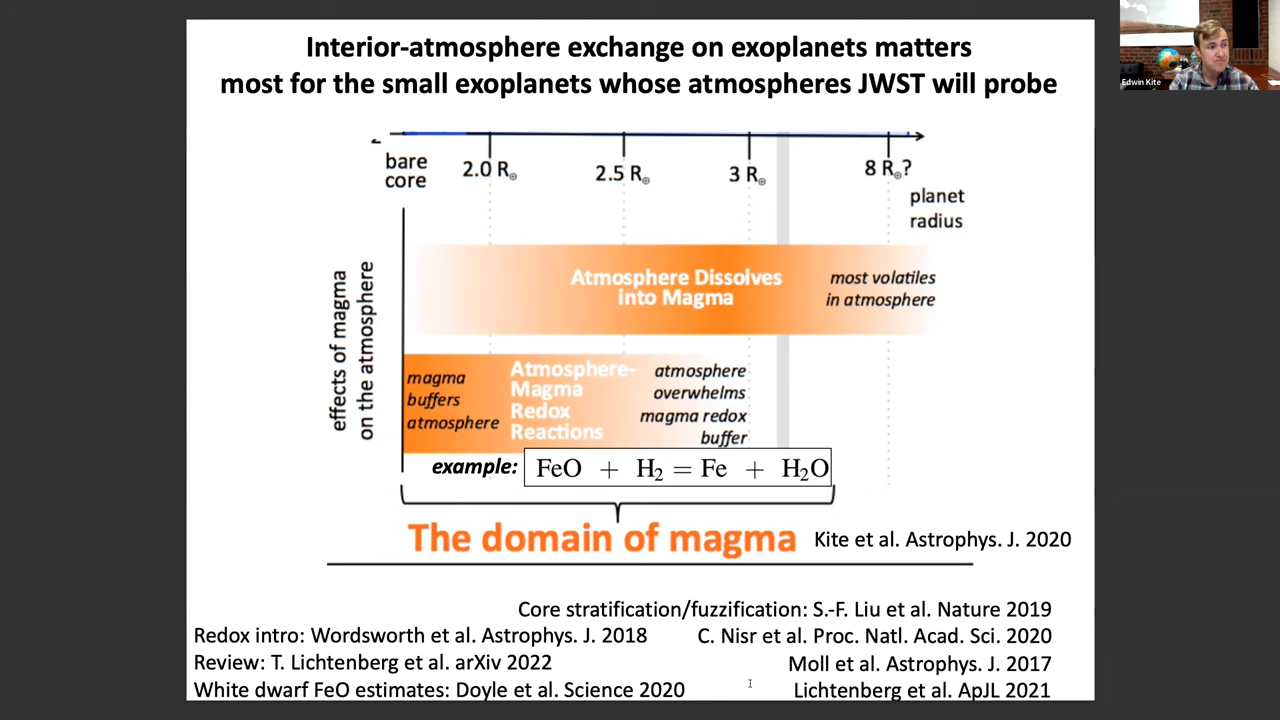 Interior-atmosphere exchange on exoplanets matters
most for the small exoplanets whose atmospheres JWST will probe
Edwin Kite
bare
core
2.0 R⊕
2.5 R⊕
3 R⊕
8 R⊕?
planet
radius
effects of magma
on the atmosphere
Atmosphere Dissolves
into Magma
most volatiles
in atmosphere
magma
buffers
atmosphere
Atmosphere-
Magma
Redox
Reactions
atmosphere
overwhelms
magma redox
buffer
example: FeO + H₂ = Fe + H₂O
The domain of magma
Kite et al. Astrophys. J. 2020
Core stratification/fuzzification: S.-F. Liu et al. Nature 2019
Redox intro: Wordsworth et al. Astrophys. J. 2018
C. Nisr et al. Proc. Natl. Acad. Sci. 2020
Review: T. Lichtenberg et al. arXiv 2022
Moll et al. Astrophys. J. 2017
White dwarf FeO estimates: Doyle et al. Science 2020
Lichtenberg et al. ApJL 2021